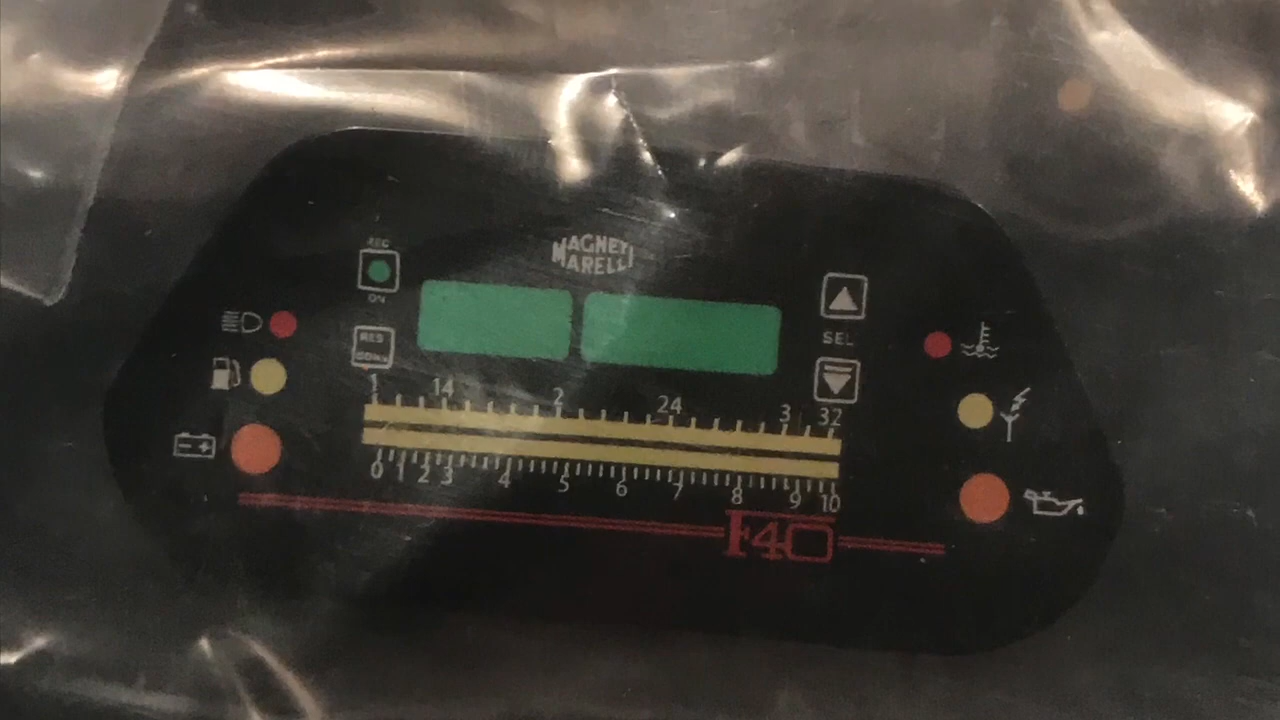 MAGNETI
MARELLI
REC
ON
RES
DOWN
SEL
1 14 2 24 3 32
0 1 2 3 4 5 6 7 8 9 10
F40